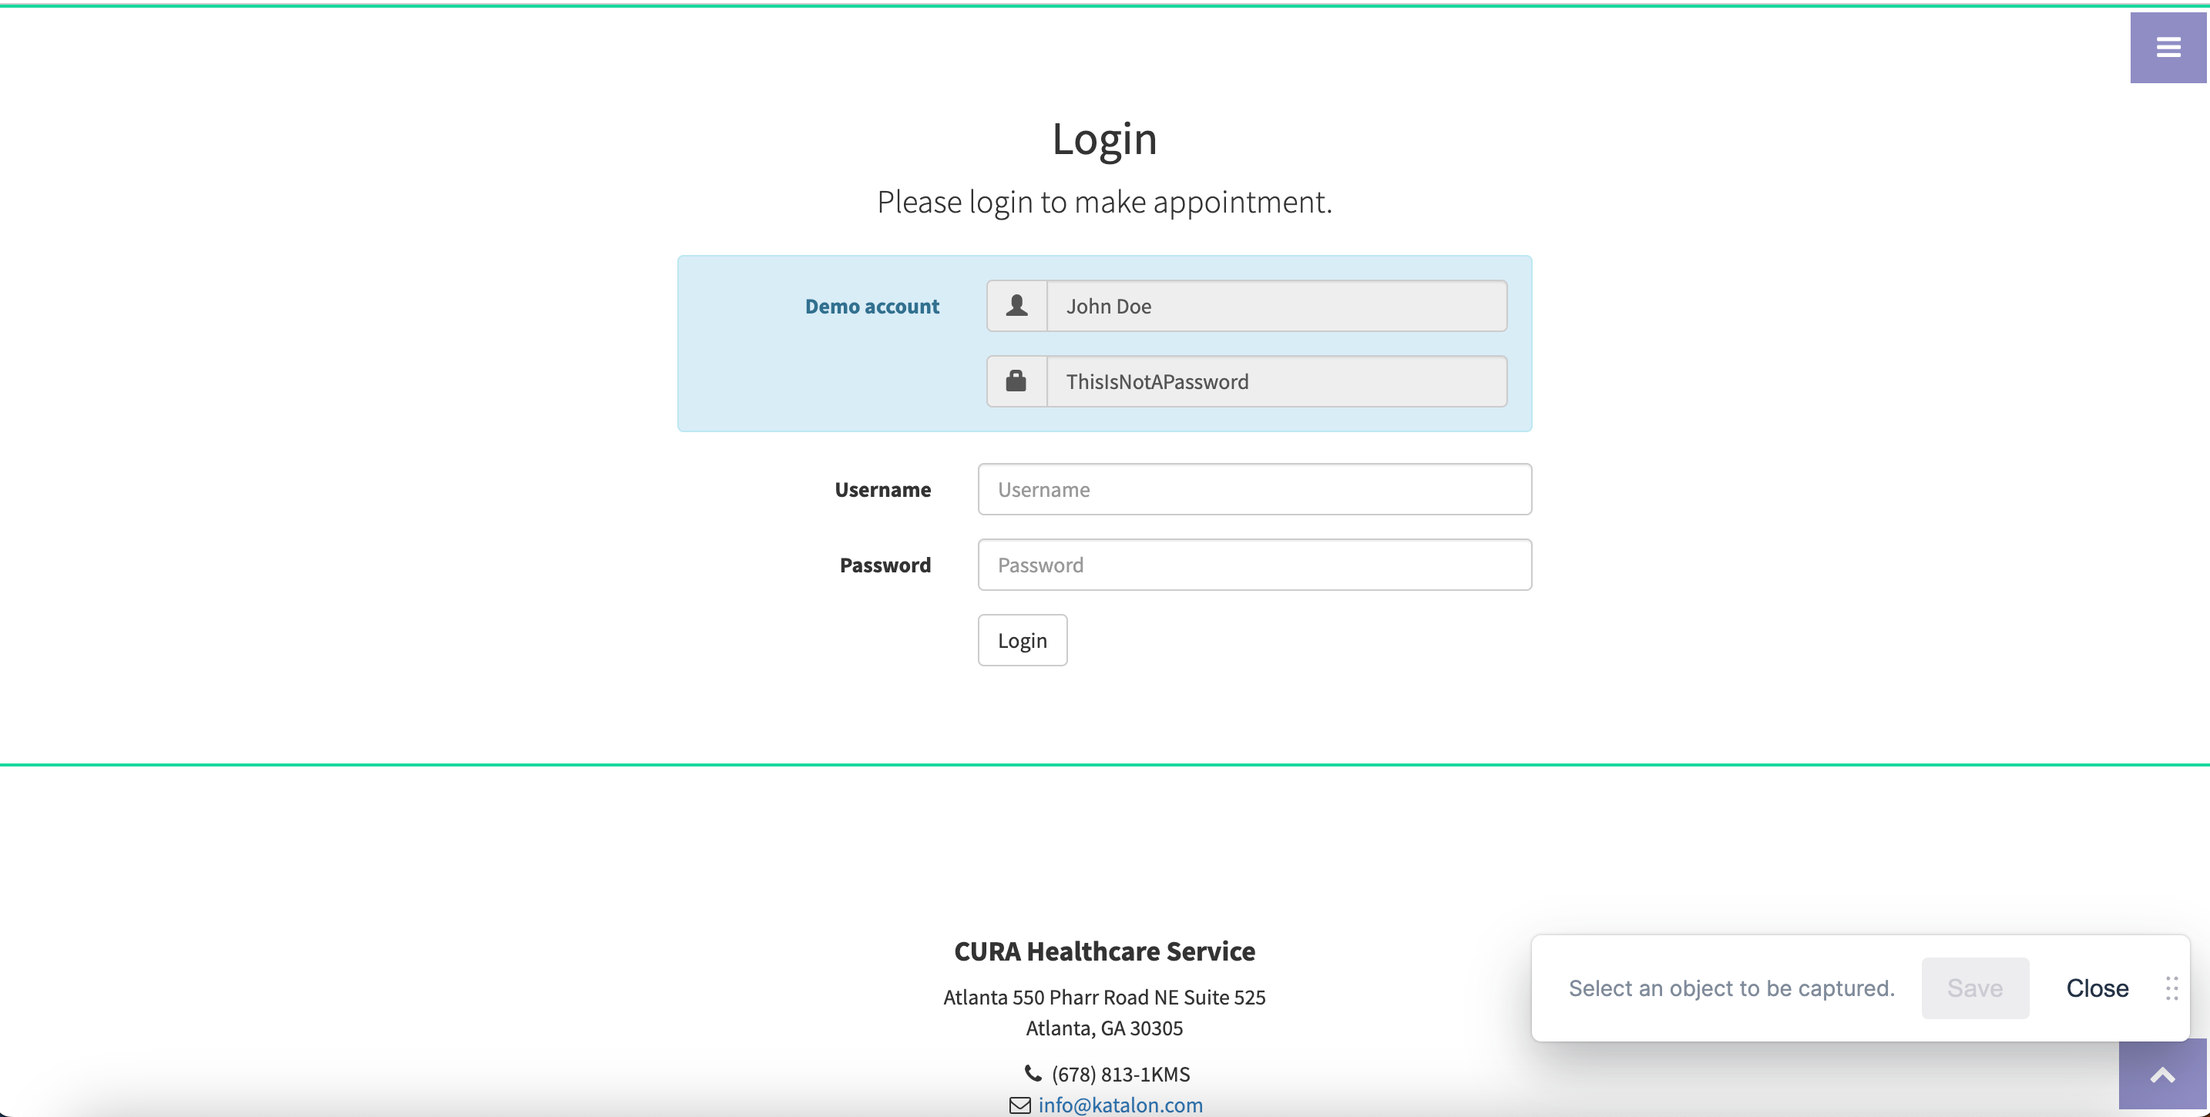 Login
Please login to make appointment.
Demo account
John Doe
ThisIsNotAPassword
Username
Username
Password
Password
Login
CURA Healthcare Service
Atlanta 550 Pharr Road NE Suite 525
Atlanta, GA 30305
(678) 813-1KMS
info@katalon.com
Select an object to be captured.
Save
Close